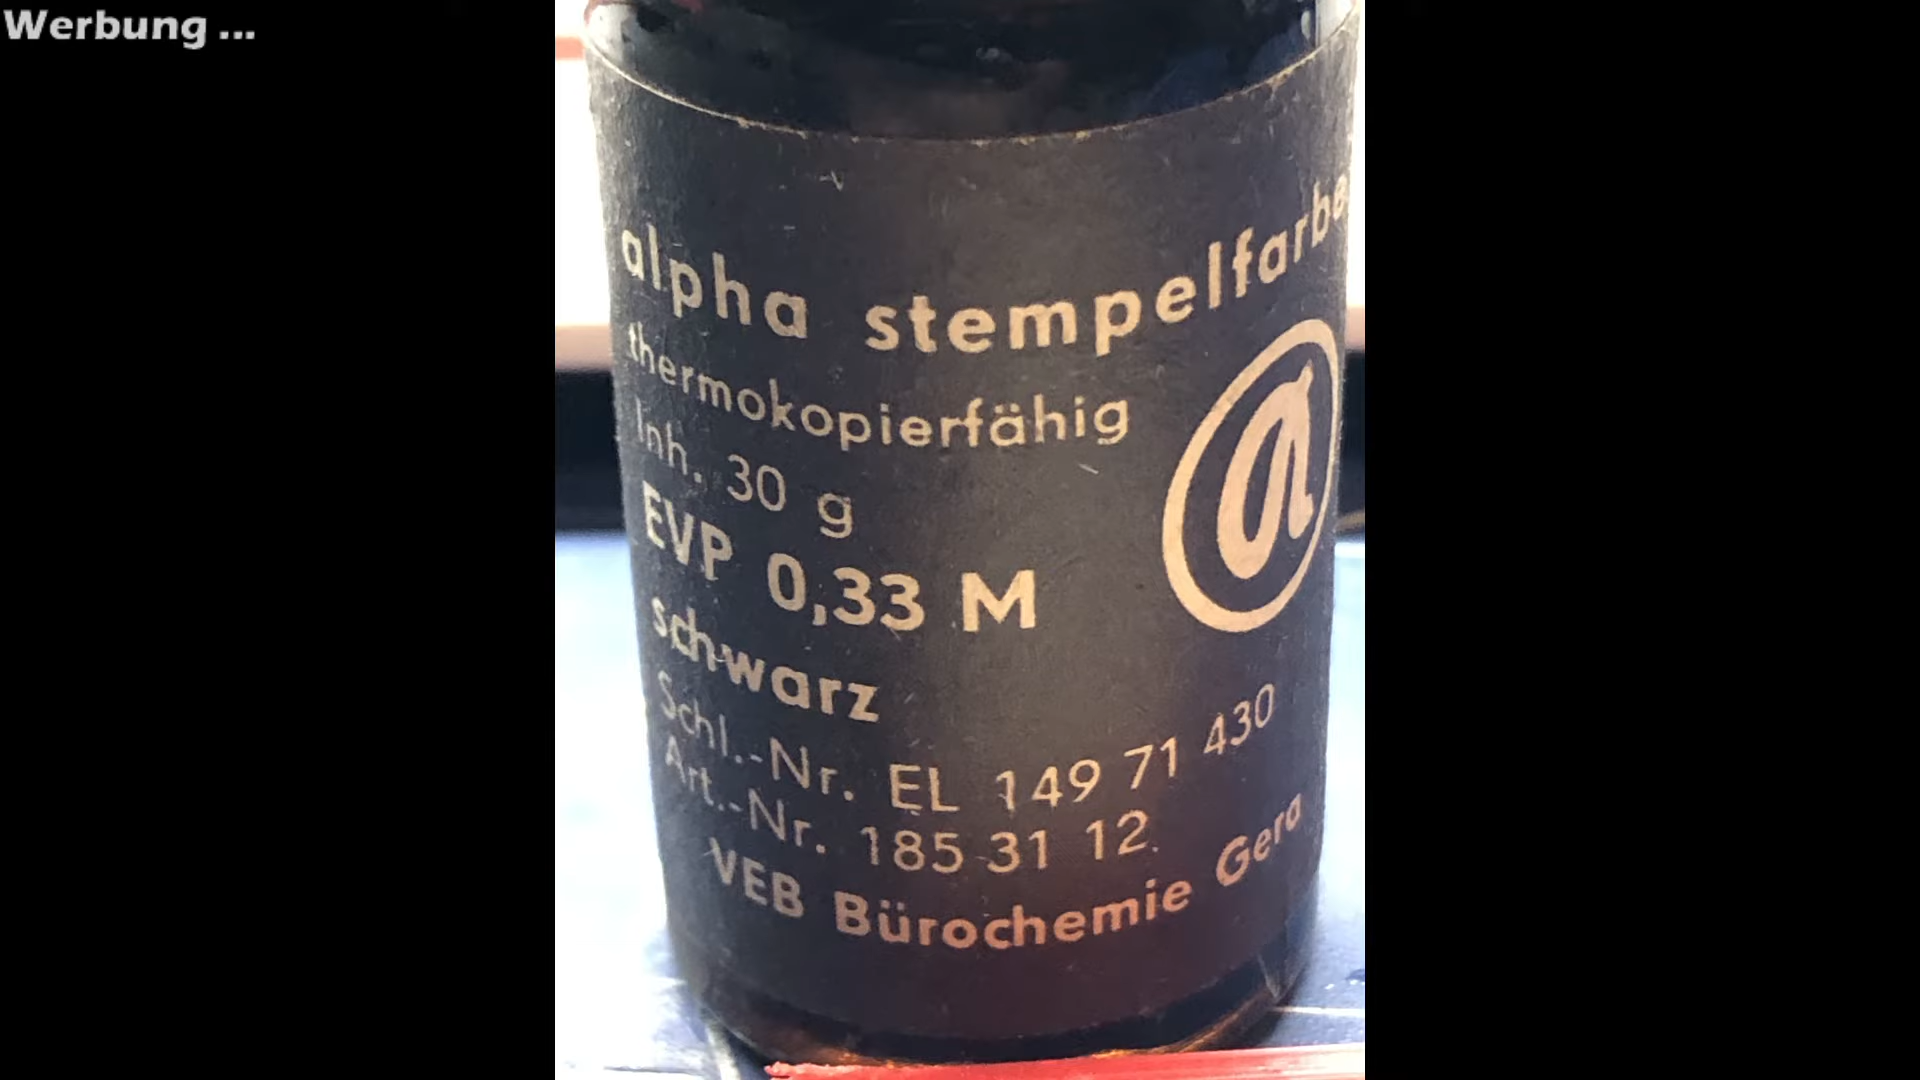 Werbung ...
alpha stempelfarbe
thermokopierfähig
Inh. 30 g
a
EVP 0,33 M
schwarz
Schl.-Nr. EL 149 71 430
Art.-Nr. 185 31 12
VEB Bürochemie Gera